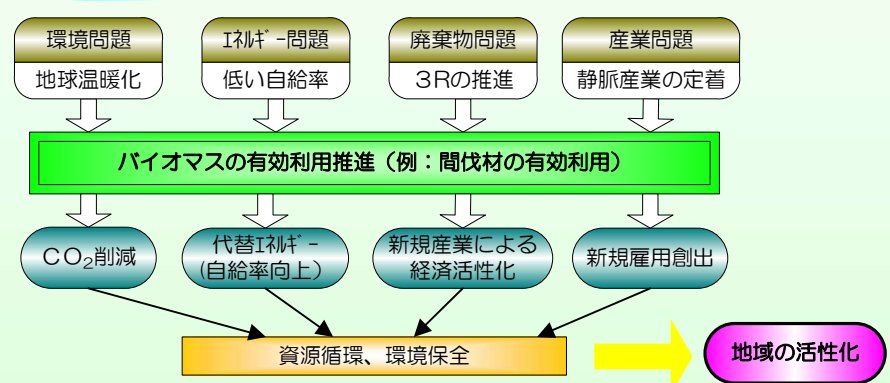 環境問題
ｴﾈﾙｷﾞｰ問題
廃棄物問題
産業問題
地球温暖化
低い自給率
3Rの推進
静脈産業の定着
バイオマスの有効利用推進（例：間伐材の有効利用）
CO₂削減
代替ｴﾈﾙｷﾞｰ
(自給率向上）
新規産業による
経済活性化
新規雇用創出
資源循環、環境保全
地域の活性化